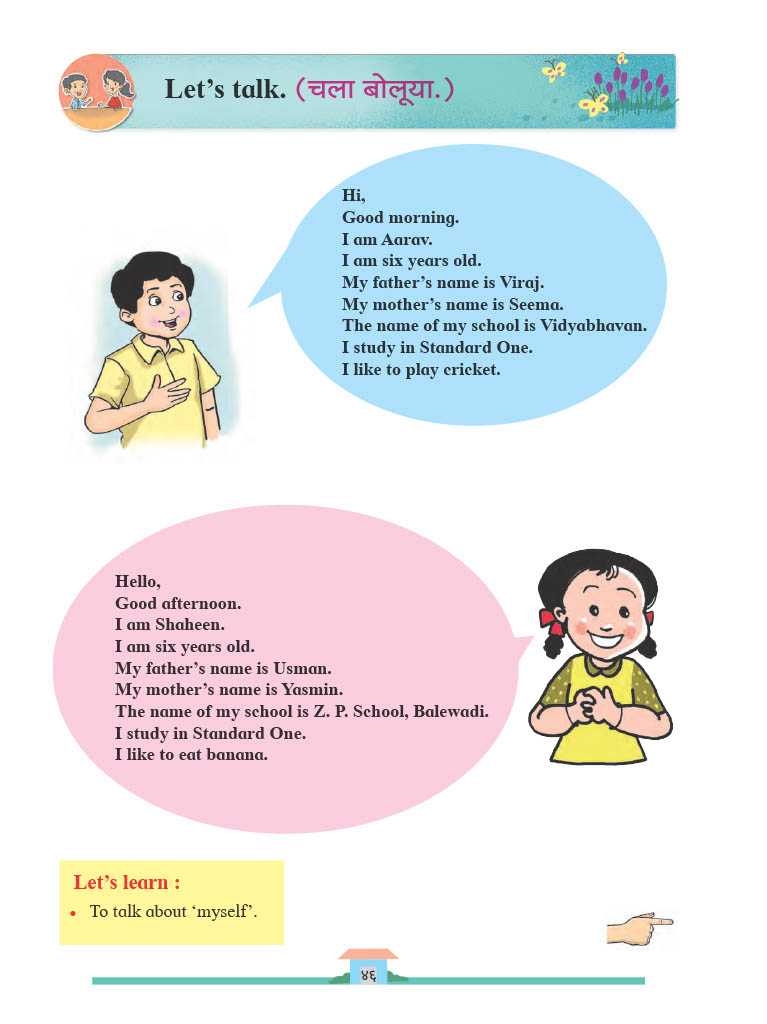 Let’s talk. (चला बोलूया.)
Hi,
Good morning.
I am Aarav.
I am six years old.
My father’s name is Viraj.
My mother’s name is Seema.
The name of my school is Vidyabhavan.
I study in Standard One.
I like to play cricket.
Hello,
Good afternoon.
I am Shaheen.
I am six years old.
My father’s name is Usman.
My mother’s name is Yasmin.
The name of my school is Z. P. School, Balewadi.
I study in Standard One.
I like to eat banana.
Let’s learn :
• To talk about ‘myself’.
४६